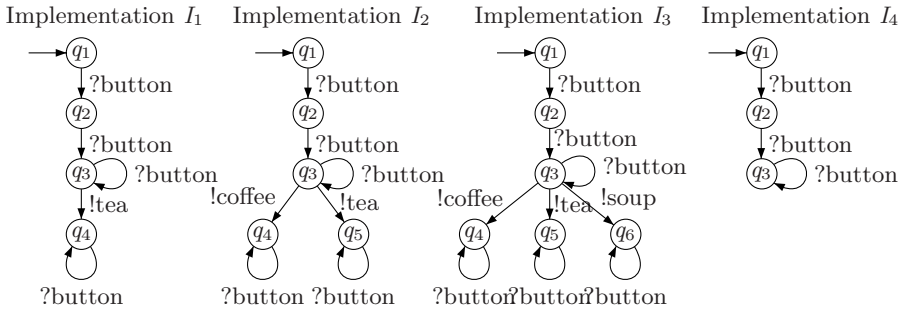 Implementation I1 Implementation I2 Implementation I3 Implementation I4
q1 q1 q1 q1
?button ?button ?button ?button
q2 q2 q2 q2
?button ?button ?button ?button
q3 ?button q3 ?button q3 ?button q3 ?button
!tea !coffee !tea !coffee !tea !soup
q4 q4 q5 q4 q5 q6
?button ?button ?button ?button ?button ?button